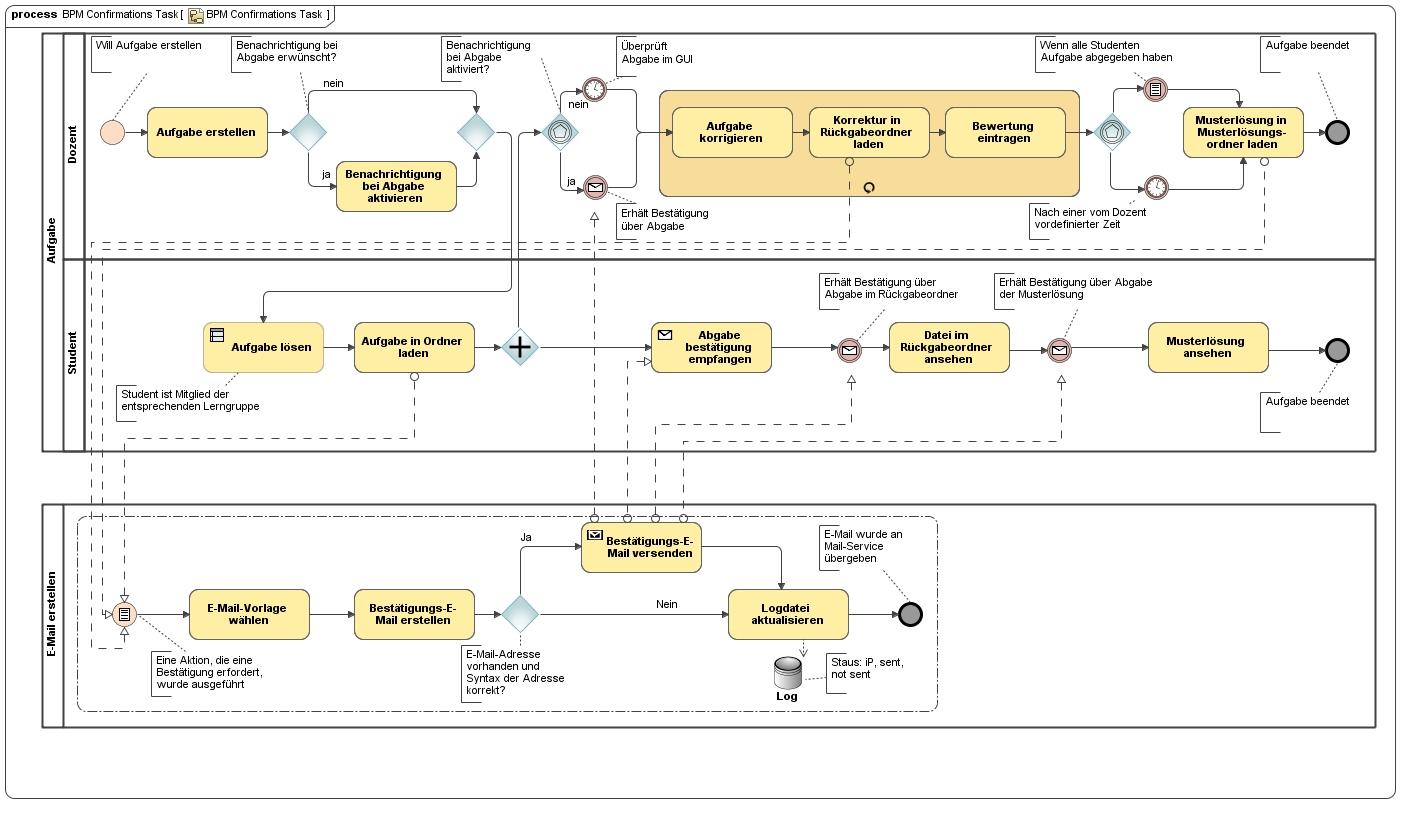 process BPM Confirmations Task [ BPM Confirmations Task ]
Aufgabe
Dozent
Will Aufgabe erstellen
Benachrichtigung bei
Abgabe erwünscht?
Benachrichtigung
bei Abgabe
aktiviert?
Überprüft
Abgabe im GUI
Wenn alle Studenten
Aufgabe abgegeben haben
Aufgabe beendet
nein
nein
Aufgabe erstellen
Aufgabe
korrigieren
Korrektur in
Rückgabeordner
laden
Bewertung
eintragen
Musterlösung in
Musterlösungs-
ordner laden
ja
Benachrichtigung
bei Abgabe
aktivieren
ja
Erhält Bestätigung
über Abgabe
Nach einer vom Dozent
vordefinierter Zeit
Student
Erhält Bestätigung über
Abgabe im Rückgabeordner
Erhält Bestätigung über Abgabe
der Musterlösung
Aufgabe lösen
Aufgabe in Ordner
laden
Abgabe
bestätigung
empfangen
Datei im
Rückgabeordner
ansehen
Musterlösung
ansehen
Student ist Mitglied der
entsprechenden Lerngruppe
Aufgabe beendet
E-Mail erstellen
Ja
Bestätigungs-E-
Mail versenden
E-Mail wurde an
Mail-Service
übergeben
E-Mail-Vorlage
wählen
Bestätigungs-E-
Mail erstellen
Nein
Logdatei
aktualisieren
Eine Aktion, die eine
Bestätigung erfordert,
wurde ausgeführt
E-Mail-Adresse
vorhanden und
Syntax der Adresse
korrekt?
Staus: iP, sent,
not sent
Log